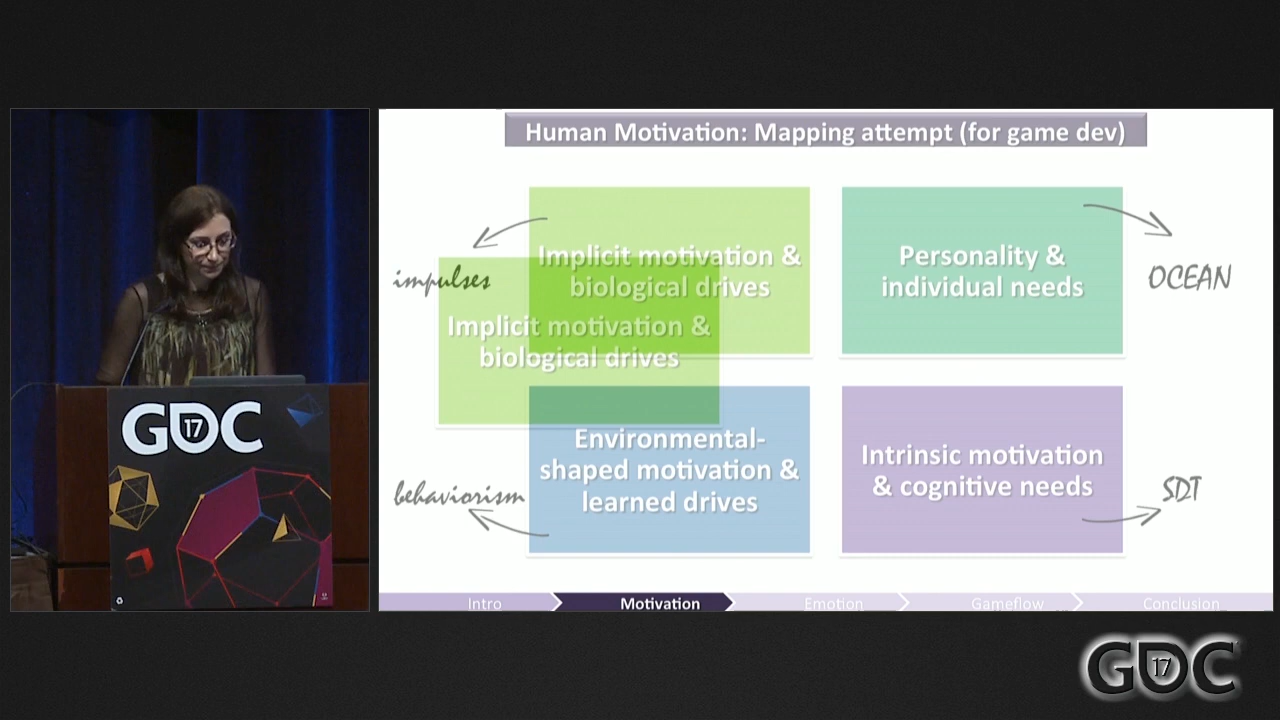 Human Motivation: Mapping attempt (for game dev)
Implicit motivation &
biological drives
Personality &
individual needs
impulses
OCEAN
Implicit motivation &
biological drives
Environmental-
shaped motivation &
learned drives
Intrinsic motivation
& cognitive needs
behaviorism
SDT
Intro
Motivation
Emotion
Gameflow
Conclusion
GDC
17
GDC
17